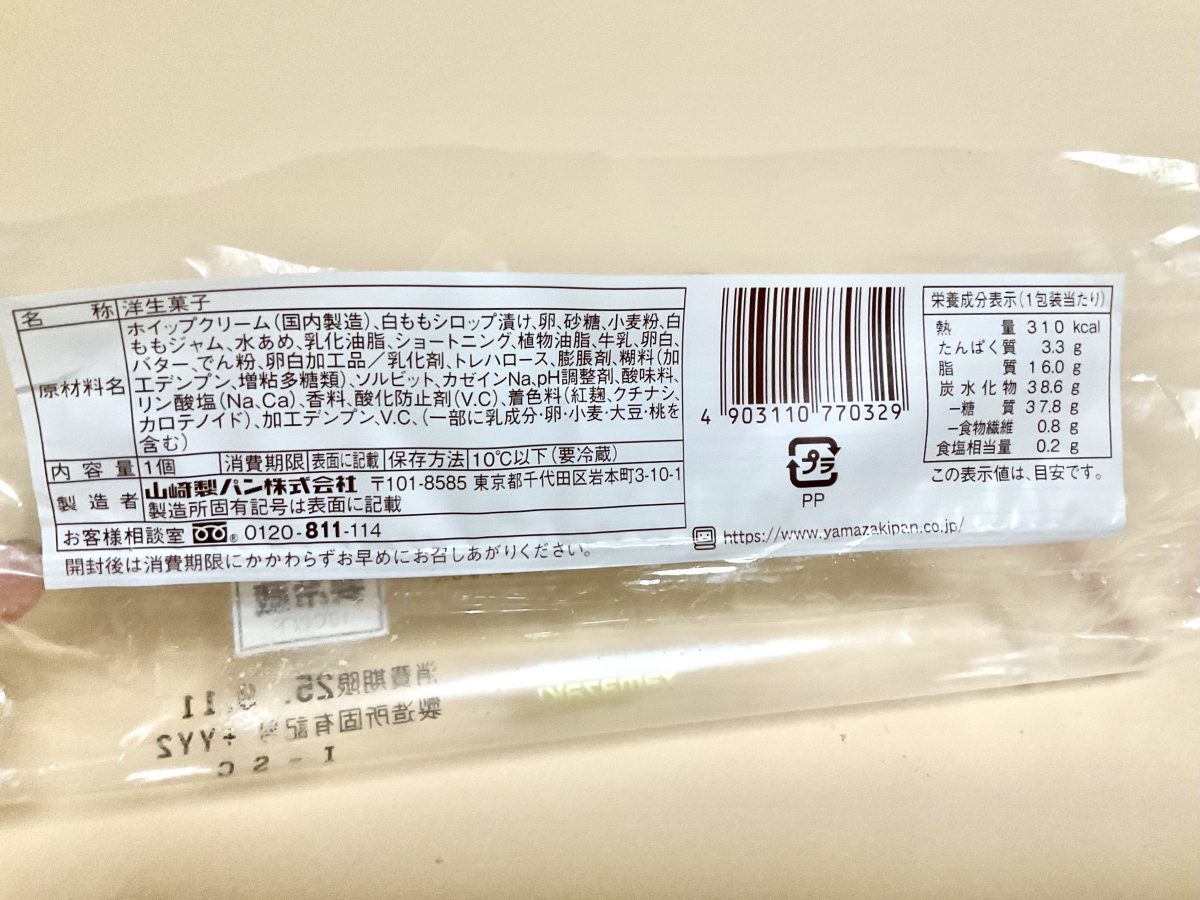 名 称 洋生菓子
原材料名 ホイップクリーム(国内製造)、白ももシロップ漬け、卵、砂糖、小麦粉、白
ももジャム、水あめ、乳化油脂、ショートニング、植物油脂、牛乳、卵白、
バター、でん粉、卵白加工品/乳化剤、トレハロース、膨脹剤、糊料(加
工デンプン、増粘多糖類)、ソルビット、カゼインNa、pH調整剤、酸味料、
リン酸塩(Na、Ca)、香料、酸化防止剤(V.C)、着色料(紅麹、クチナシ、
カロテノイド)、加工デンプン、V.C、(一部に乳成分・卵・小麦・大豆・桃を
含む)
内容量 1個 消費期限 表面に記載 保存方法 10℃以下(要冷蔵)
製造者 山崎製パン株式会社 〒101-8585 東京都千代田区岩本町3-10-1
製造所固有記号は表面に記載
お客様相談室 0120-811-114
開封後は消費期限にかかわらずお早めにお召しあがりください。
4 903110 770329
プラ
PP
https://www.yamazakipan.co.jp/
栄養成分表示(1包装当たり)
熱量 310 kcal
たんぱく質 3.3 g
脂質 16.0 g
炭水化物 38.6 g
-糖質 37.8 g
-食物繊維 0.8 g
食塩相当量 0.2 g
この表示値は、目安です。
消費期限25. 9.11
製造所固有記号 +YY2
I - S C